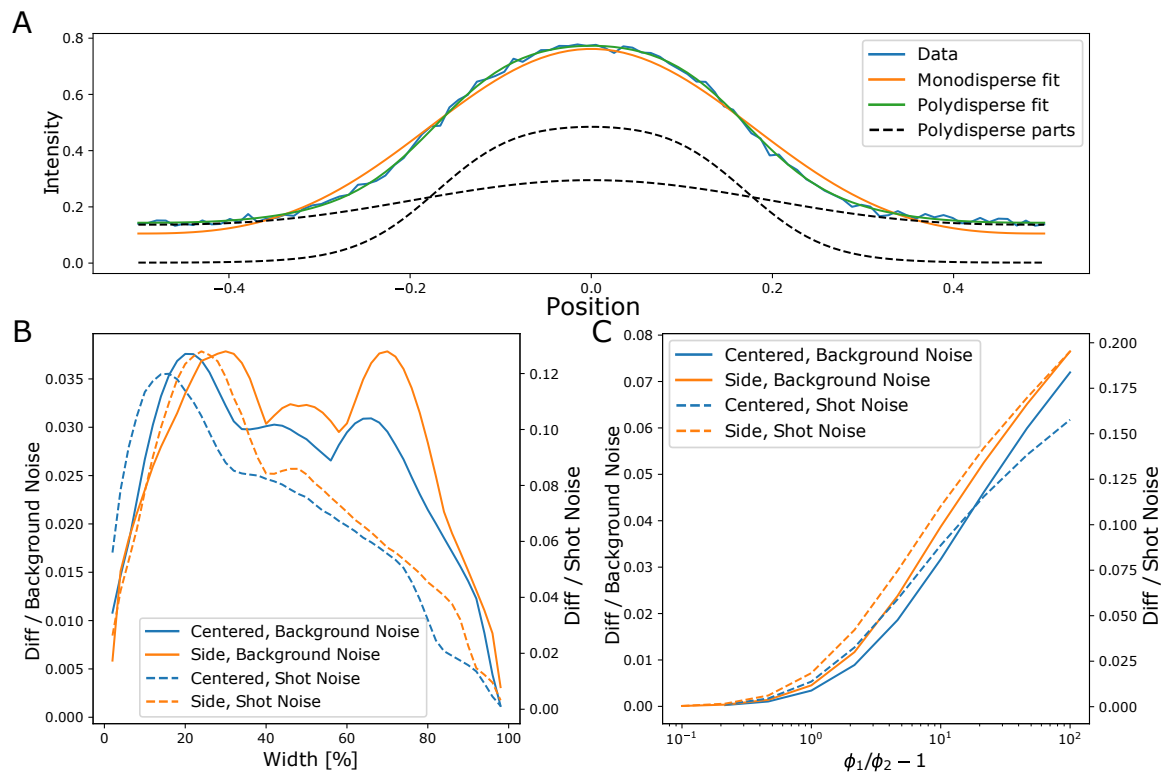 A
0.8
0.6
0.4
0.2
0.0
Intensity
Data
Monodisperse fit
Polydisperse fit
Polydisperse parts
−0.4
−0.2
0.0
0.2
0.4
Position
B
0.035
0.030
0.025
0.020
0.015
0.010
0.005
0.000
Diff / Background Noise
Centered, Background Noise
Side, Background Noise
Centered, Shot Noise
Side, Shot Noise
0.12
0.10
0.08
0.06
0.04
0.02
0.00
Diff / Shot Noise
0
20
40
60
80
100
Width [%]
C
0.08
0.07
0.06
0.05
0.04
0.03
0.02
0.01
0.00
Diff / Background Noise
Centered, Background Noise
Side, Background Noise
Centered, Shot Noise
Side, Shot Noise
0.200
0.175
0.150
0.125
0.100
0.075
0.050
0.025
0.000
Diff / Shot Noise
10⁻¹
10⁰
10¹
10²
ϕ₁/ϕ₂ − 1